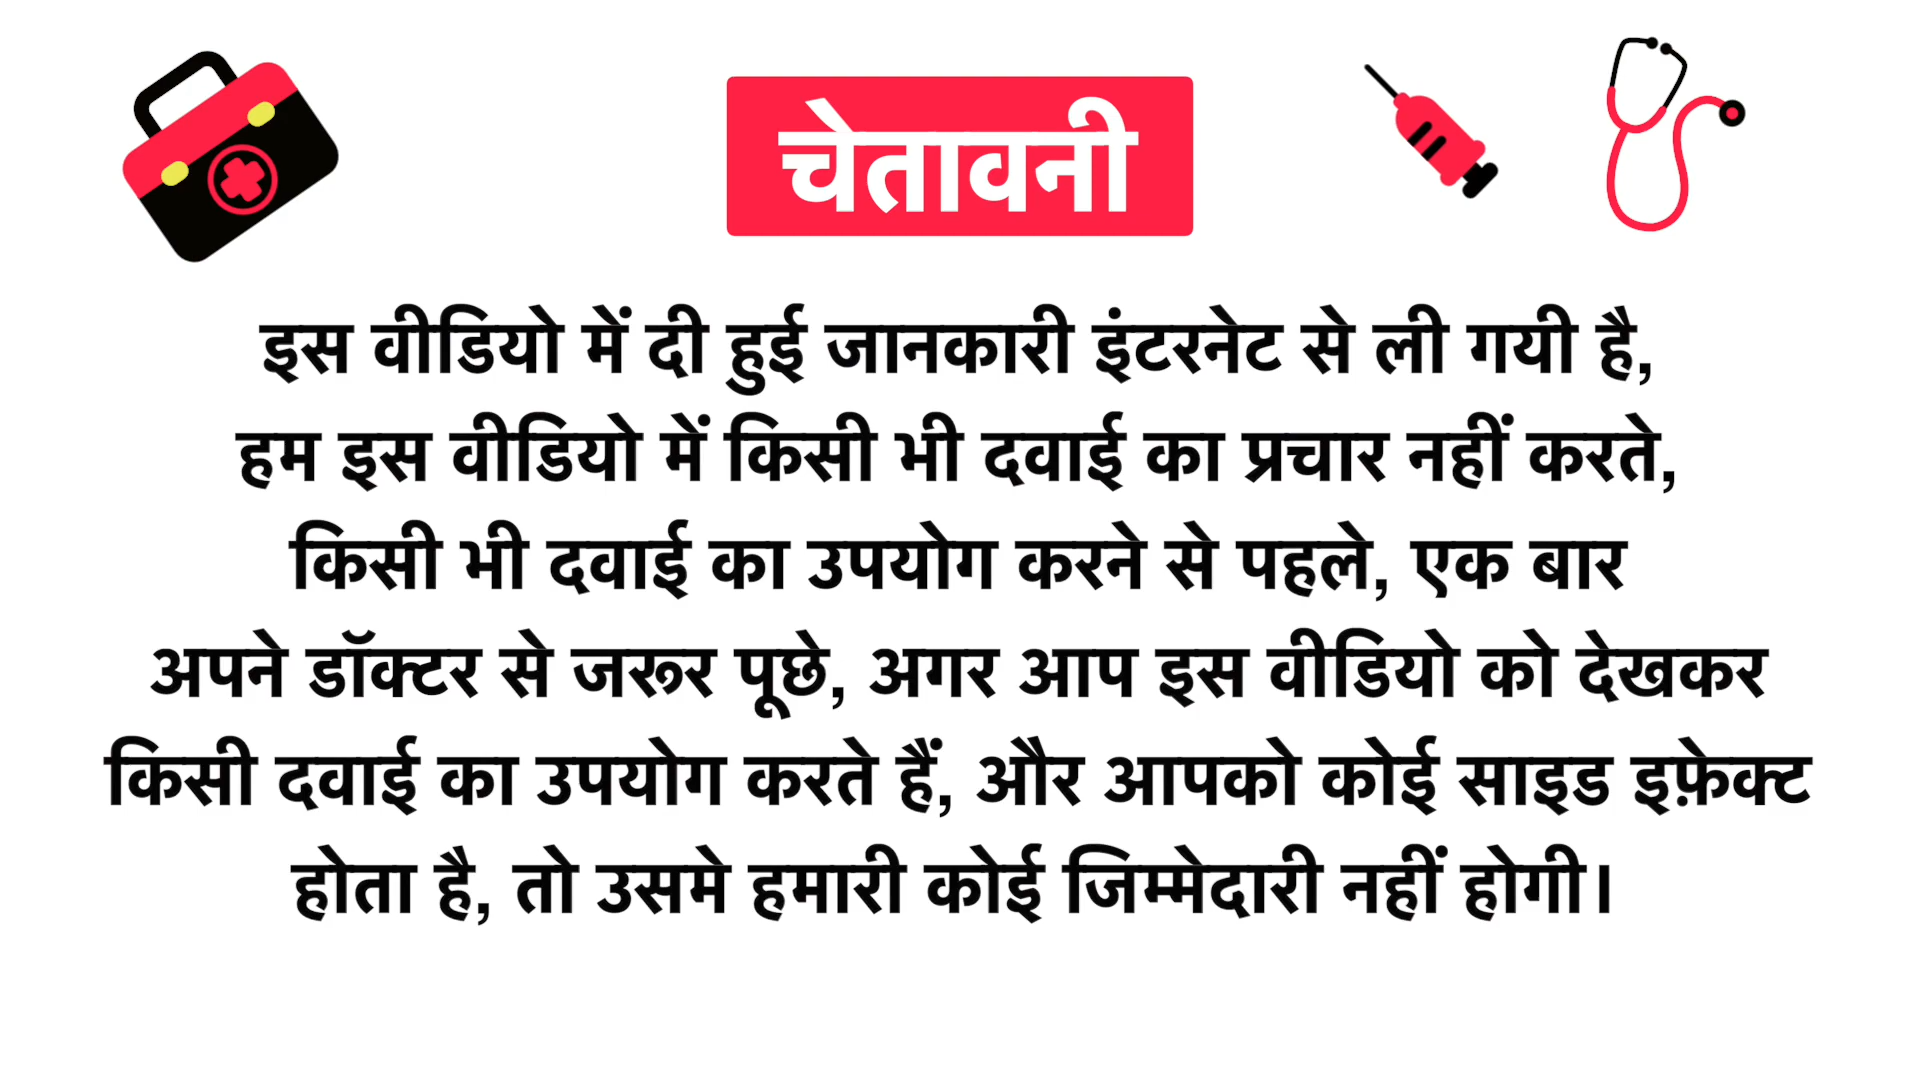 चेतावनी
इस वीडियो में दी हुई जानकारी इंटरनेट से ली गयी है,
हम इस वीडियो में किसी भी दवाई का प्रचार नहीं करते,
किसी भी दवाई का उपयोग करने से पहले, एक बार
अपने डॉक्टर से जरूर पूछे, अगर आप इस वीडियो को देखकर
किसी दवाई का उपयोग करते हैं, और आपको कोई साइड इफ़ेक्ट
होता है, तो उसमे हमारी कोई जिम्मेदारी नहीं होगी।